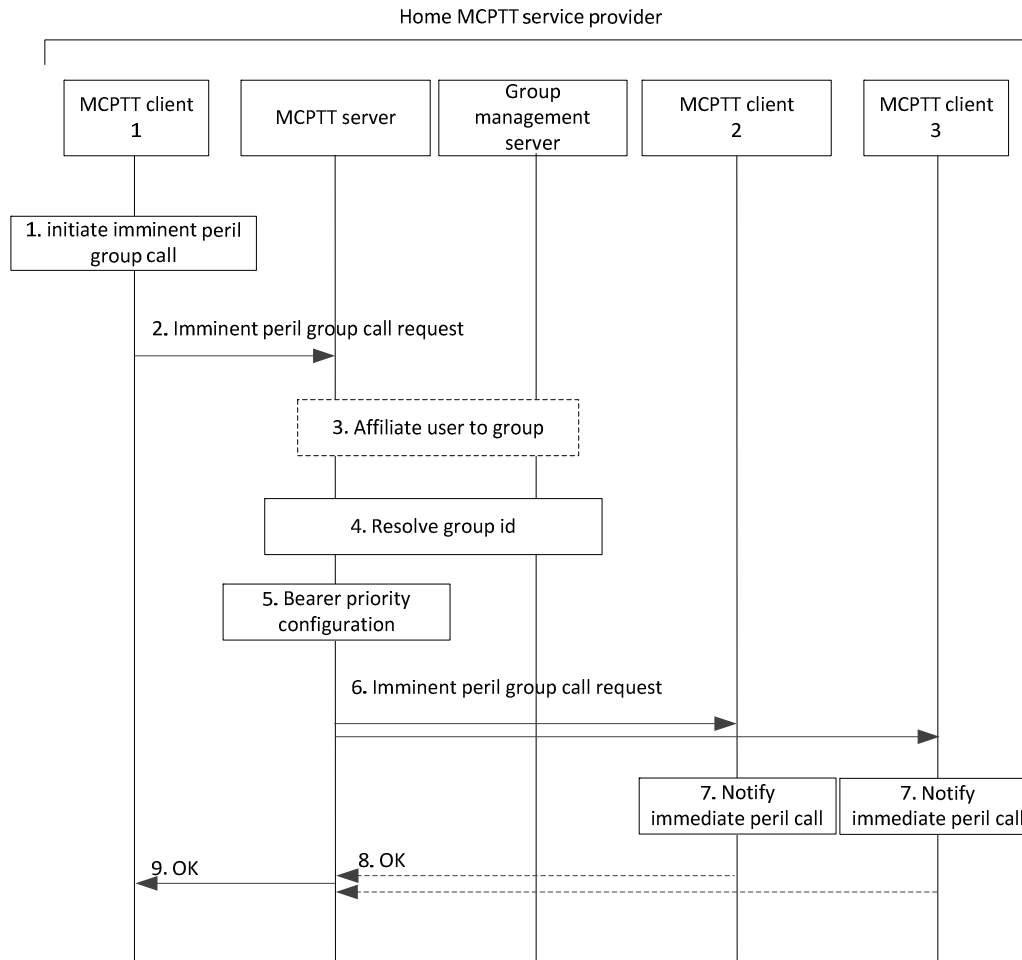 Home MCPTT service provider
MCPTT client
1
MCPTT server
Group
management
server
MCPTT client
2
MCPTT client
3
1. initiate imminent peril
group call
2. Imminent peril group call request
3. Affiliate user to group
4. Resolve group id
5. Bearer priority
configuration
6. Imminent peril group call request
7. Notify
immediate peril call
7. Notify
immediate peril call
8. OK
9. OK